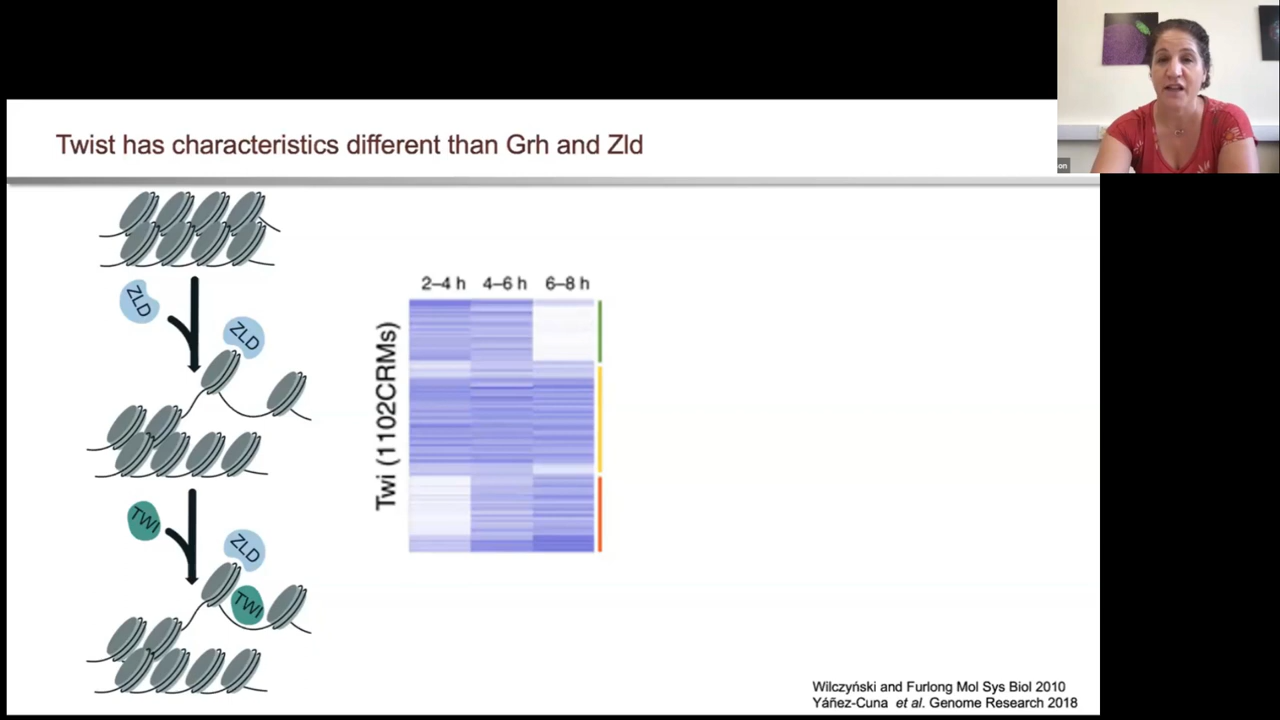 Twist has characteristics different than Grh and Zld
ZLD
ZLD
TWI
ZLD
TWI
2–4 h 4–6 h 6–8 h
Twi (1102CRMs)
Wilczyński and Furlong Mol Sys Biol 2010
Yáñez-Cuna et al. Genome Research 2018
on